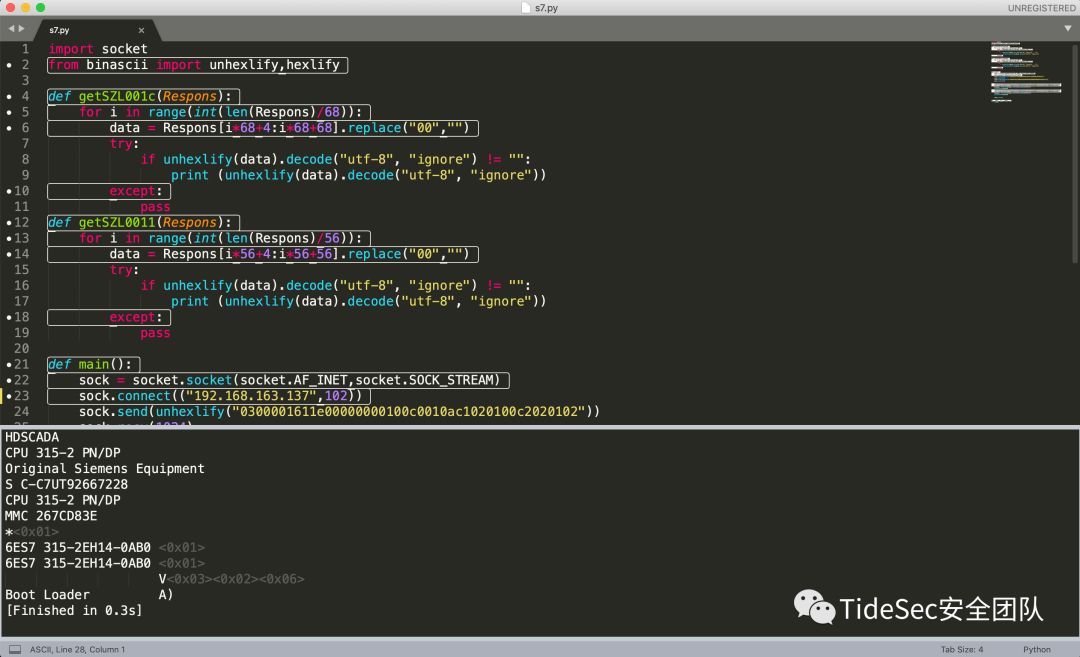 s7.py
UNREGISTERED
s7.py ×
1 import socket
2 from binascii import unhexlify,hexlify
3
4 def getSZL001c(Respons):
5 for i in range(int(len(Respons)/68)):
6 data = Respons[i*68+4:i*68+68].replace("00","")
7 try:
8 if unhexlify(data).decode("utf-8", "ignore") != "":
9 print (unhexlify(data).decode("utf-8", "ignore"))
10 except:
11 pass
12 def getSZL0011(Respons):
13 for i in range(int(len(Respons)/56)):
14 data = Respons[i*56+4:i*56+56].replace("00","")
15 try:
16 if unhexlify(data).decode("utf-8", "ignore") != "":
17 print (unhexlify(data).decode("utf-8", "ignore"))
18 except:
19 pass
20
21 def main():
22 sock = socket.socket(socket.AF_INET,socket.SOCK_STREAM)
23 sock.connect(("192.168.163.137",102))
24 sock.send(unhexlify("0300001611e00000000100c0010ac1020100c2020102"))
HDSCADA
CPU 315-2 PN/DP
Original Siemens Equipment
S C-C7UT92667228
CPU 315-2 PN/DP
MMC 267CD83E
*<0x01>
6ES7 315-2EH14-0AB0 <0x01>
6ES7 315-2EH14-0AB0 <0x01>
V<0x03><0x02><0x06>
Boot Loader A)
[Finished in 0.3s]
TideSec安全团队
ASCII, Line 28, Column 1
Tab Size: 4
Python